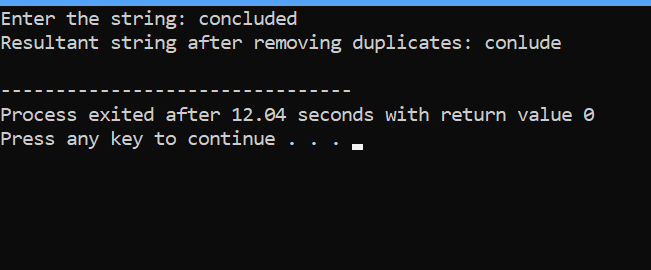 Enter the string: concluded
Resultant string after removing duplicates: conlude
--------------------------------
Process exited after 12.04 seconds with return value 0
Press any key to continue . . .